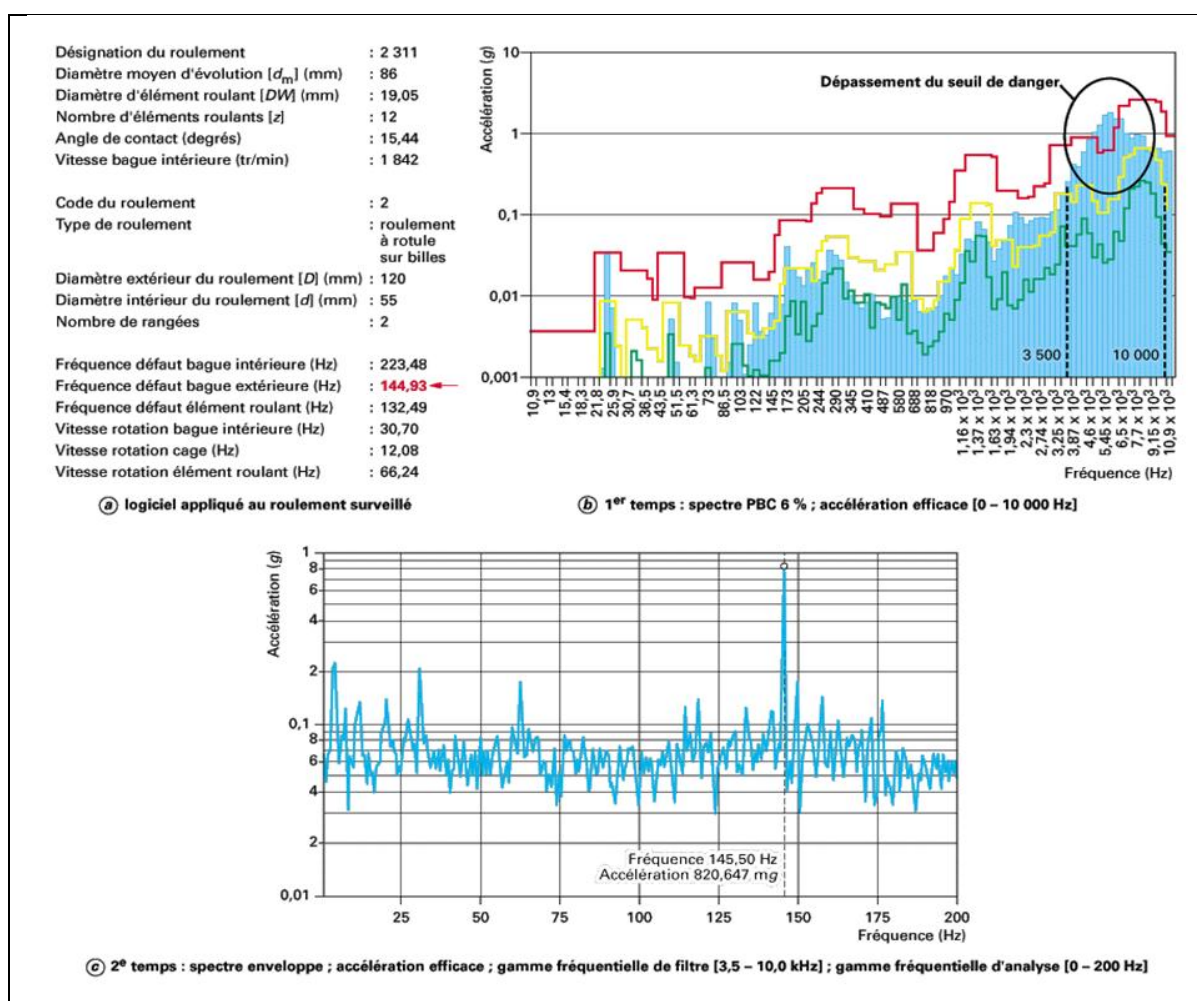 Désignation du roulement : 2 311
Diamètre moyen d'évolution [dm] (mm) : 86
Diamètre d'élément roulant [DW] (mm) : 19,05
Nombre d'éléments roulants [z] : 12
Angle de contact (degrés) : 15,44
Vitesse bague intérieure (tr/min) : 1 842
Code du roulement : 2
Type de roulement : roulement
à rotule
sur billes
Diamètre extérieur du roulement [D] (mm) : 120
Diamètre intérieur du roulement [d] (mm) : 55
Nombre de rangées : 2
Fréquence défaut bague intérieure (Hz) : 223,48
Fréquence défaut bague extérieure (Hz) : 144,93
Fréquence défaut élément roulant (Hz) : 132,49
Vitesse rotation bague intérieure (Hz) : 30,70
Vitesse rotation cage (Hz) : 12,08
Vitesse rotation élément roulant (Hz) : 66,24
a logiciel appliqué au roulement surveillé
Accélération (g)
10
1
0,1
0,01
0,001
Dépassement du seuil de danger
3 500
10 000
10,9
13
15,4
18,3
21,8
25,9
30,7
36,5
43,5
51,5
61,3
73
86,5
103
122
145
173
205
244
290
345
410
487
580
688
818
970
1,16 x 10³
1,37 x 10³
1,63 x 10³
1,94 x 10³
2,3 x 10³
2,74 x 10³
3,25 x 10³
3,87 x 10³
4,6 x 10³
5,45 x 10³
6,5 x 10³
7,7 x 10³
9,15 x 10³
10,9 x 10³
Fréquence (Hz)
b 1er temps : spectre PBC 6 % ; accélération efficace [0 – 10 000 Hz]
Accélération (g)
1
8
6
4
2
0,1
8
6
4
2
0,01
Fréquence 145,50 Hz
Accélération 820,647 mg
25 50 75 100 125 150 175 200
Fréquence (Hz)
c 2e temps : spectre enveloppe ; accélération efficace ; gamme fréquentielle de filtre [3,5 – 10,0 kHz] ; gamme fréquentielle d'analyse [0 – 200 Hz]